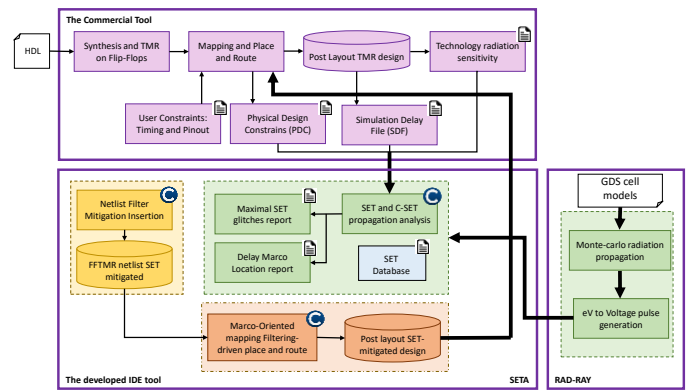 The Commercial Tool
HDL
Synthesis and TMR
on Flip-Flops
Mapping and Place
and Route
Post Layout TMR design
Technology radiation
sensitivity
User Constraints:
Timing and Pinout
Physical Design
Constrains (PDC)
Simulation Delay
File (SDF)
Netlist Filter
Mitigation Insertion
C
FFTMR netlist SET
mitigated
Maximal SET
glitches report
SET and C-SET
propagation analysis
C
Delay Marco
Location report
SET
Database
Marco-Oriented
mapping Filtering-
driven place and route
C
Post layout SET-
mitigated design
The developed IDE tool
SETA
GDS cell
models
Monte-carlo radiation
propagation
eV to Voltage pulse
generation
RAD-RAY